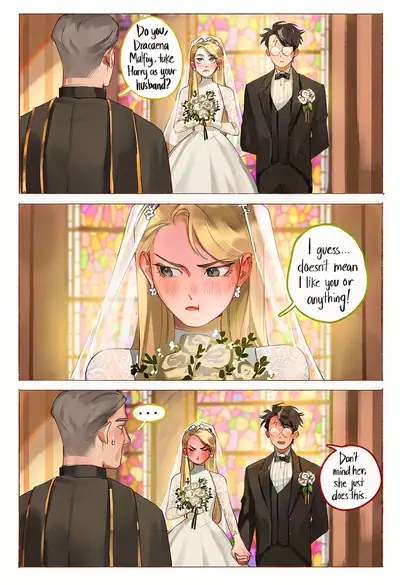 Do you,
Dracaena
Malfoy, take
Harry as your
husband?
I guess...
doesn't mean
I like you or
anything!
...
Don't
mind her,
she just
does this.